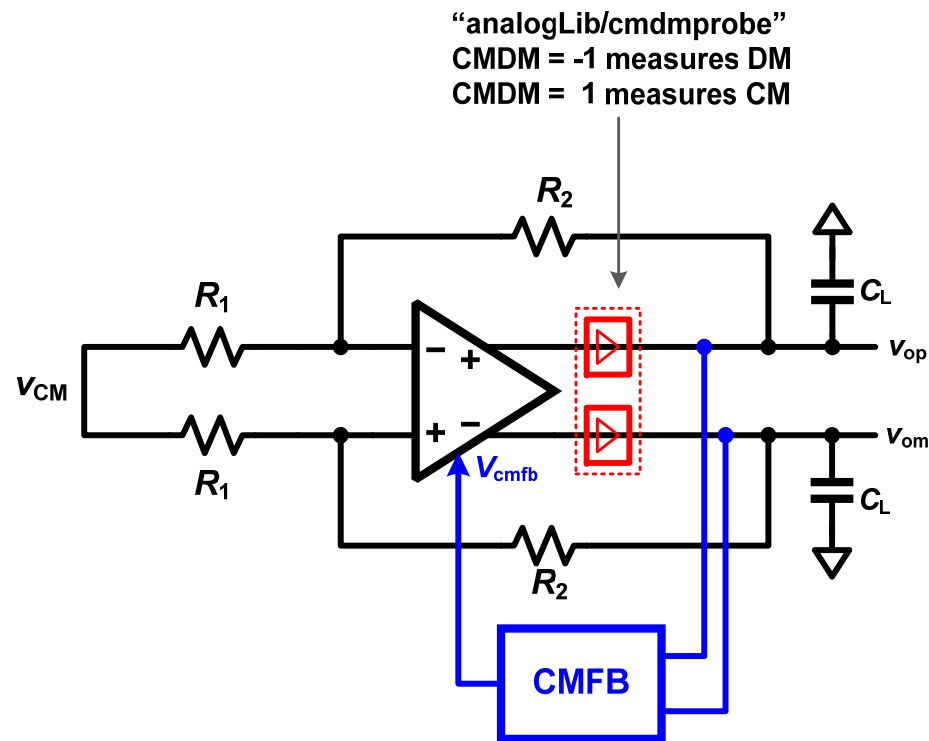 “analogLib/cmdmprobe”
CMDM = -1 measures DM
CMDM = 1 measures CM
R2
R1
CL
− +
vop
vCM
+ −
vom
Vcmfb
R1
CL
R2
CMFB